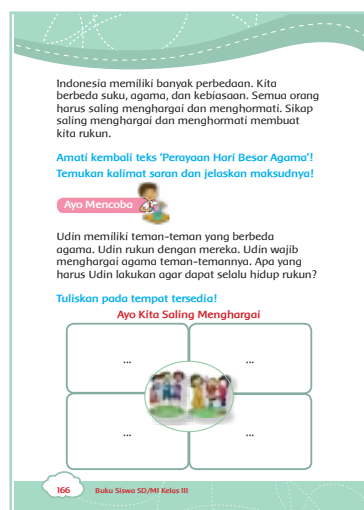 Indonesia memiliki banyak perbedaan. Kita
berbeda suku, agama, dan kebiasaan. Semua orang
harus saling menghargai dan menghormati. Sikap
saling menghargai dan menghormati membuat
kita rukun.
Amati kembali teks ‘Perayaan Hari Besar Agama’!
Temukan kalimat saran dan jelaskan maksudnya!
Ayo Mencoba
Udin memiliki teman-teman yang berbeda
agama. Udin rukun dengan mereka. Udin wajib
menghargai agama teman-temannya. Apa yang
harus Udin lakukan agar dapat selalu hidup rukun?
Tuliskan pada tempat tersedia!
Ayo Kita Saling Menghargai
...
...
...
...
166
Buku Siswa SD/MI Kelas III